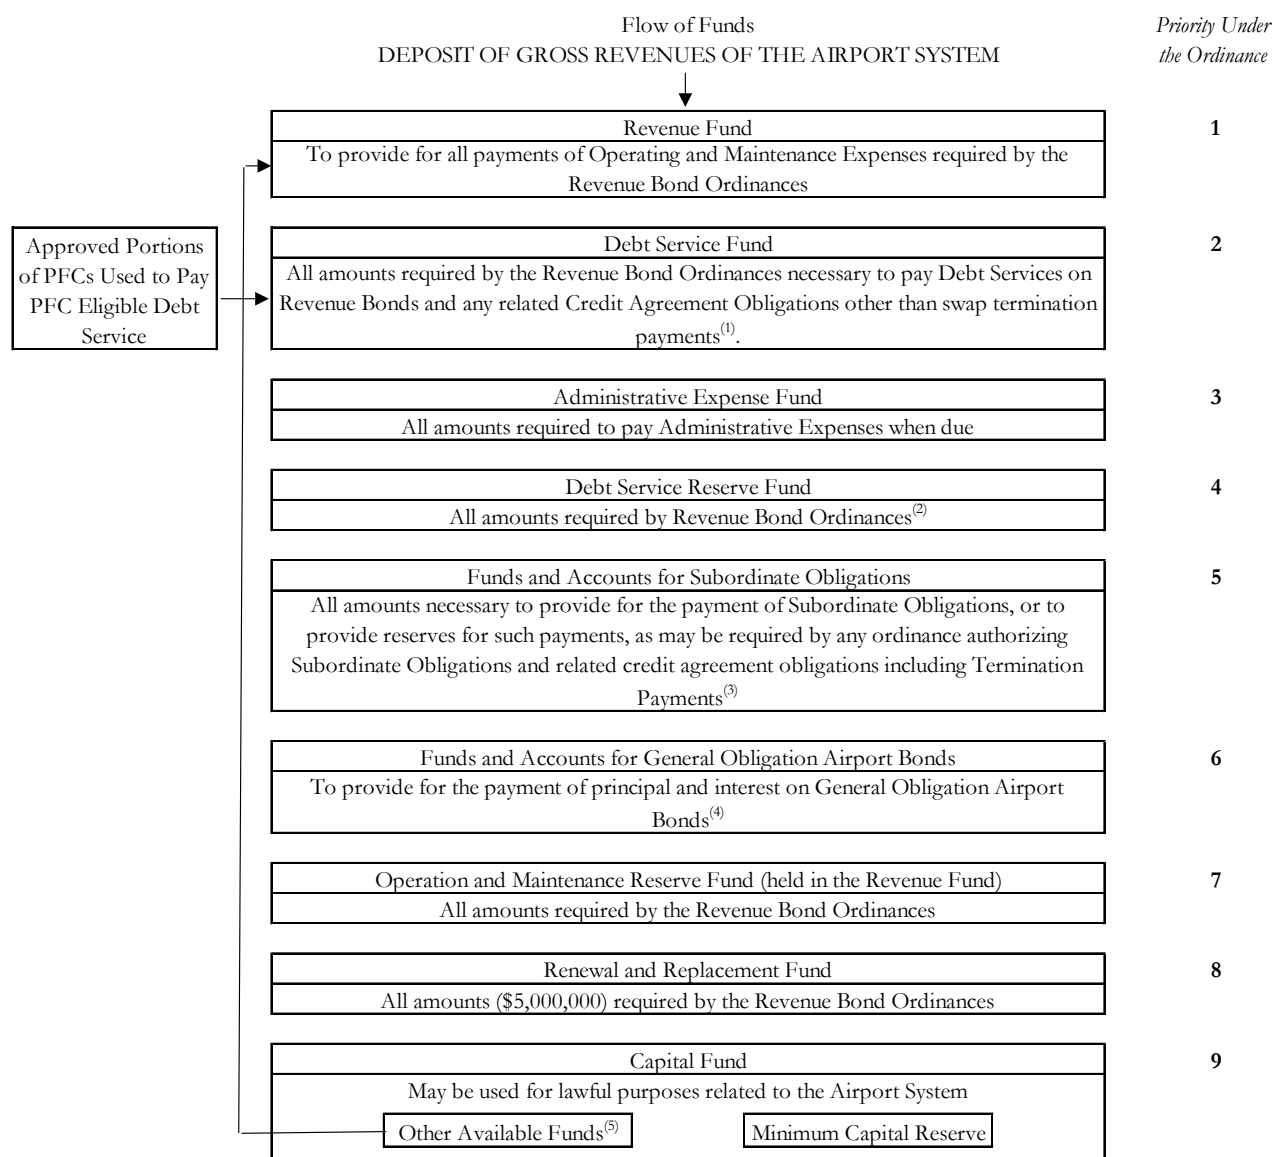 Flow of Funds
Priority Under
DEPOSIT OF GROSS REVENUES OF THE AIRPORT SYSTEM
the Ordinance
Revenue Fund
1
To provide for all payments of Operating and Maintenance Expenses required by the
Revenue Bond Ordinances
Approved Portions
of PFCs Used to Pay
PFC Eligible Debt
Service
Debt Service Fund
2
All amounts required by the Revenue Bond Ordinances necessary to pay Debt Services on
Revenue Bonds and any related Credit Agreement Obligations other than swap termination
payments(1).
Administrative Expense Fund
3
All amounts required to pay Administrative Expenses when due
Debt Service Reserve Fund
4
All amounts required by Revenue Bond Ordinances(2)
Funds and Accounts for Subordinate Obligations
5
All amounts necessary to provide for the payment of Subordinate Obligations, or to
provide reserves for such payments, as may be required by any ordinance authorizing
Subordinate Obligations and related credit agreement obligations including Termination
Payments(3)
Funds and Accounts for General Obligation Airport Bonds
6
To provide for the payment of principal and interest on General Obligation Airport
Bonds(4)
Operation and Maintenance Reserve Fund (held in the Revenue Fund)
7
All amounts required by the Revenue Bond Ordinances
Renewal and Replacement Fund
8
All amounts ($5,000,000) required by the Revenue Bond Ordinances
Capital Fund
9
May be used for lawful purposes related to the Airport System
Other Available Funds(5)
Minimum Capital Reserve